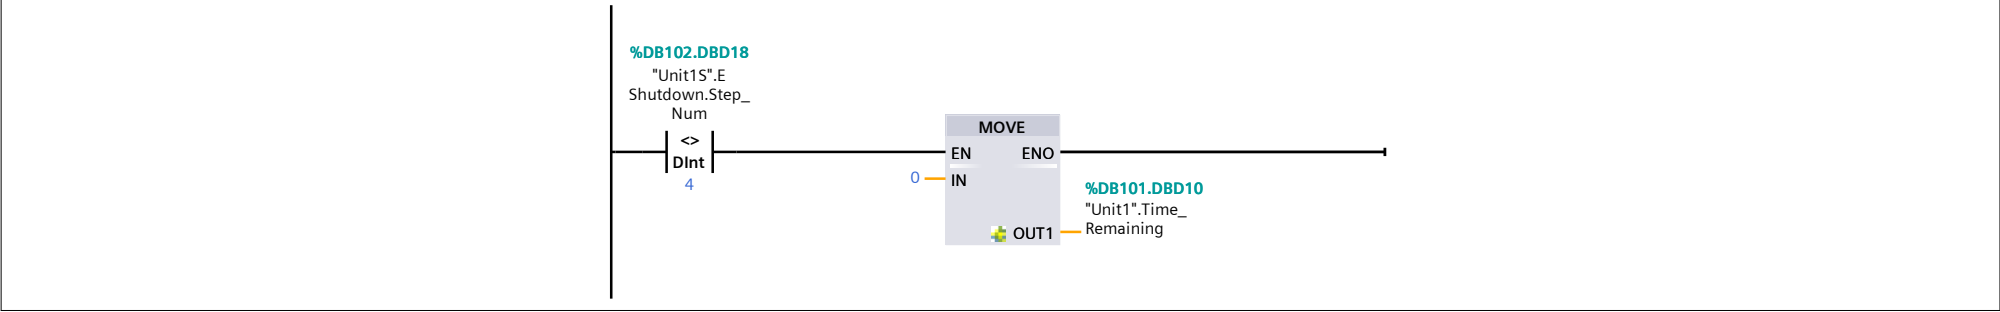 %DB102.DBD18
"Unit1S".E
Shutdown.Step_
Num
<>
DInt
4
MOVE
EN ENO
0 IN
%DB101.DBD10
"Unit1".Time_
Remaining
OUT1